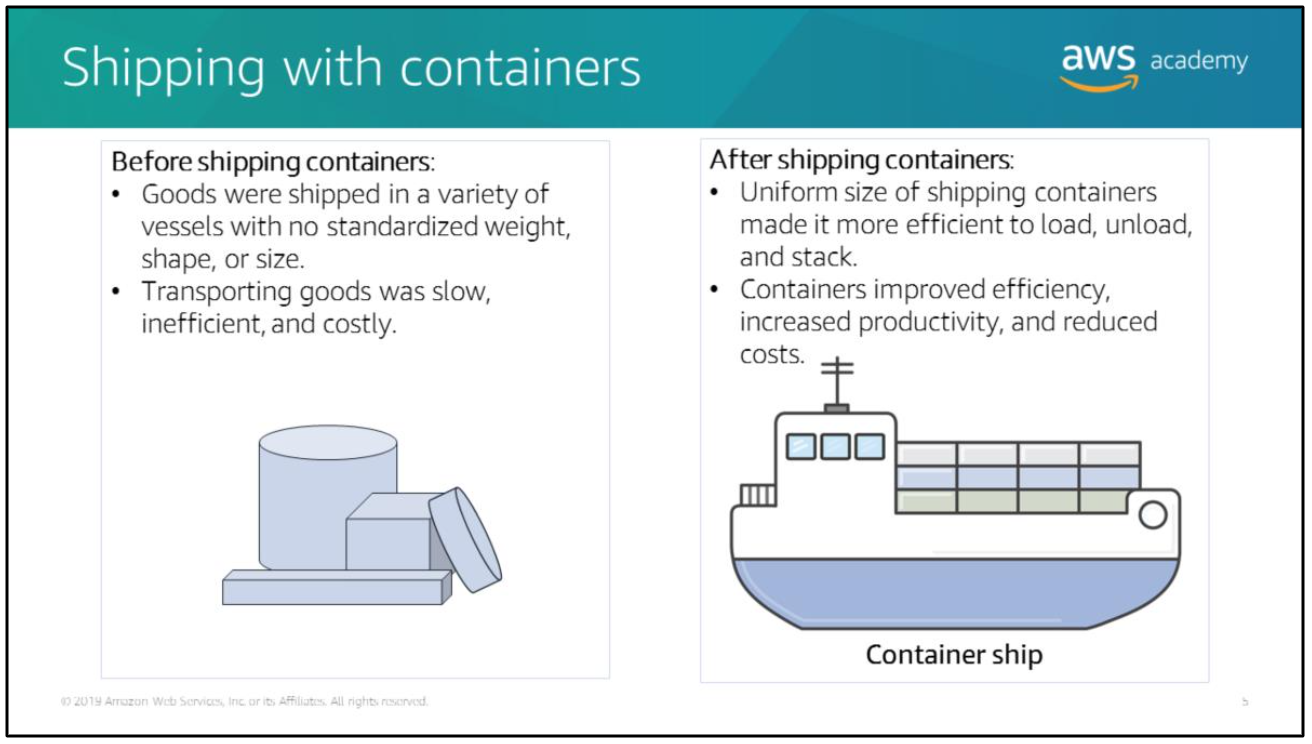 Shipping with containers
aws academy
Before shipping containers:
• Goods were shipped in a variety of
vessels with no standardized weight,
shape, or size.
• Transporting goods was slow,
inefficient, and costly.
After shipping containers:
• Uniform size of shipping containers
made it more efficient to load, unload,
and stack.
• Containers improved efficiency,
increased productivity, and reduced
costs.
Container ship
© 2019 Amazon Web Services, Inc. or its Affiliates. All rights reserved.
5